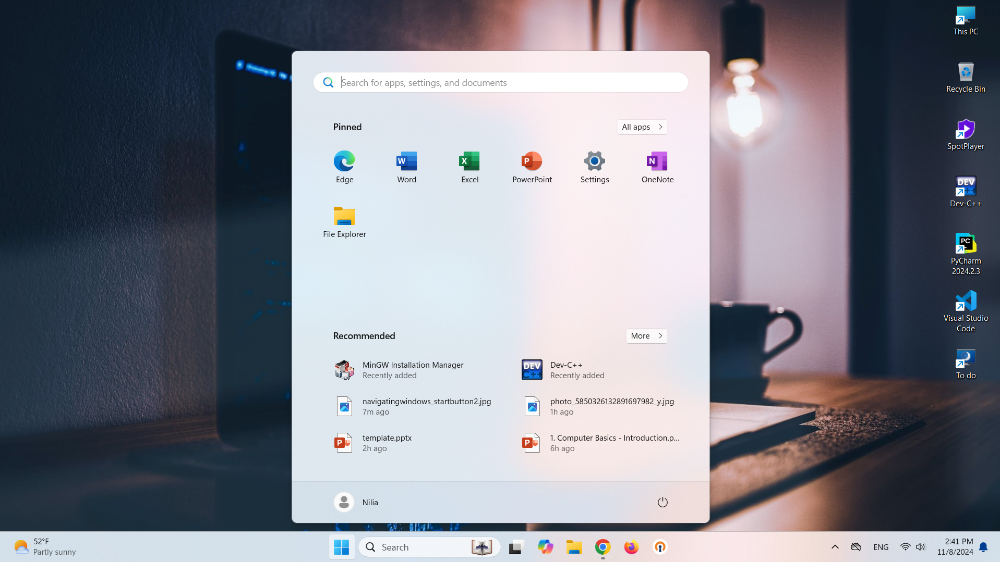 Search for apps, settings, and documents
Pinned
All apps
Edge
Word
Excel
PowerPoint
Settings
OneNote
File Explorer
Recommended
More
MinGW Installation Manager
Recently added
Dev-C++
Recently added
navigatingwindows_startbutton2.jpg
7m ago
photo_5850326132891697982_y.jpg
1h ago
template.pptx
2h ago
1. Computer Basics - Introduction.p...
6h ago
Nilia
This PC
Recycle Bin
SpotPlayer
DEV
Dev-C++
PC
PyCharm
2024.2.3
Visual Studio
Code
To do
52°F
Partly sunny
Search
ENG
2:41 PM
11/8/2024